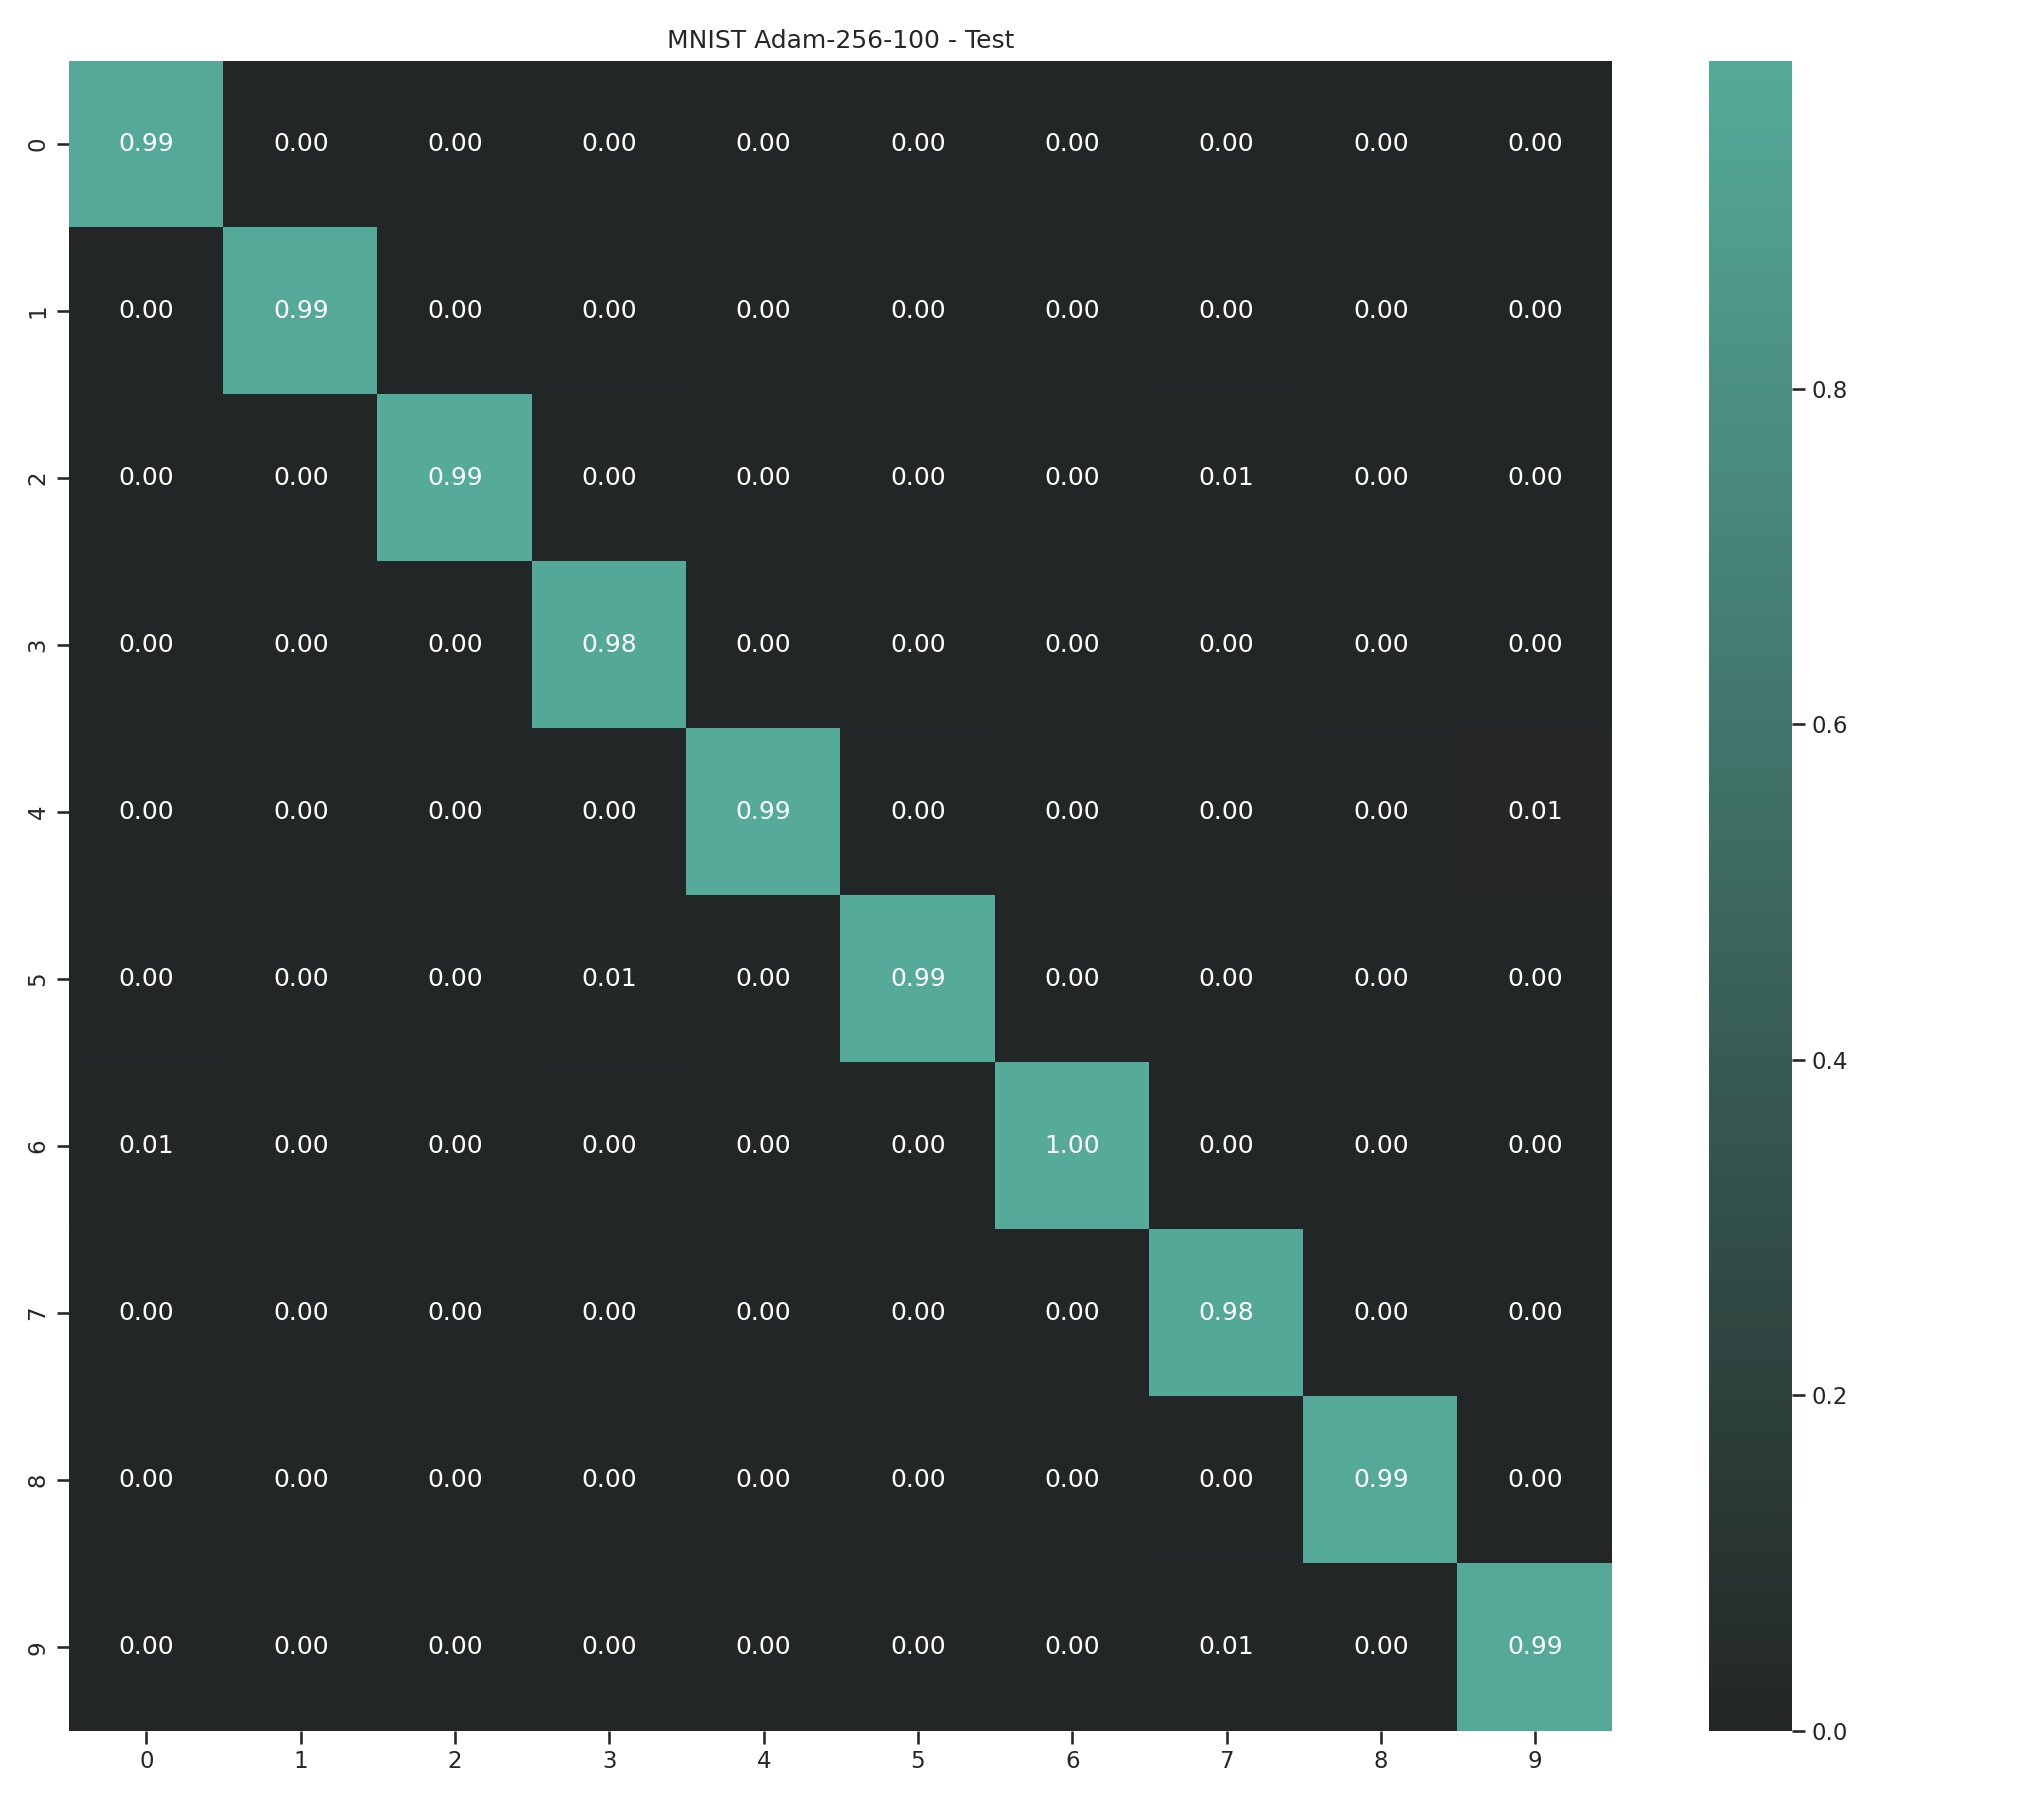 MNIST Adam-256-100 - Test
0 0.99 0.00 0.00 0.00 0.00 0.00 0.00 0.00 0.00 0.00
1 0.00 0.99 0.00 0.00 0.00 0.00 0.00 0.00 0.00 0.00
2 0.00 0.00 0.99 0.00 0.00 0.00 0.00 0.01 0.00 0.00
3 0.00 0.00 0.00 0.98 0.00 0.00 0.00 0.00 0.00 0.00
4 0.00 0.00 0.00 0.00 0.99 0.00 0.00 0.00 0.00 0.01
5 0.00 0.00 0.00 0.01 0.00 0.99 0.00 0.00 0.00 0.00
6 0.01 0.00 0.00 0.00 0.00 0.00 1.00 0.00 0.00 0.00
7 0.00 0.00 0.00 0.00 0.00 0.00 0.00 0.98 0.00 0.00
8 0.00 0.00 0.00 0.00 0.00 0.00 0.00 0.00 0.99 0.00
9 0.00 0.00 0.00 0.00 0.00 0.00 0.00 0.01 0.00 0.99
0 1 2 3 4 5 6 7 8 9
0.8
0.6
0.4
0.2
0.0